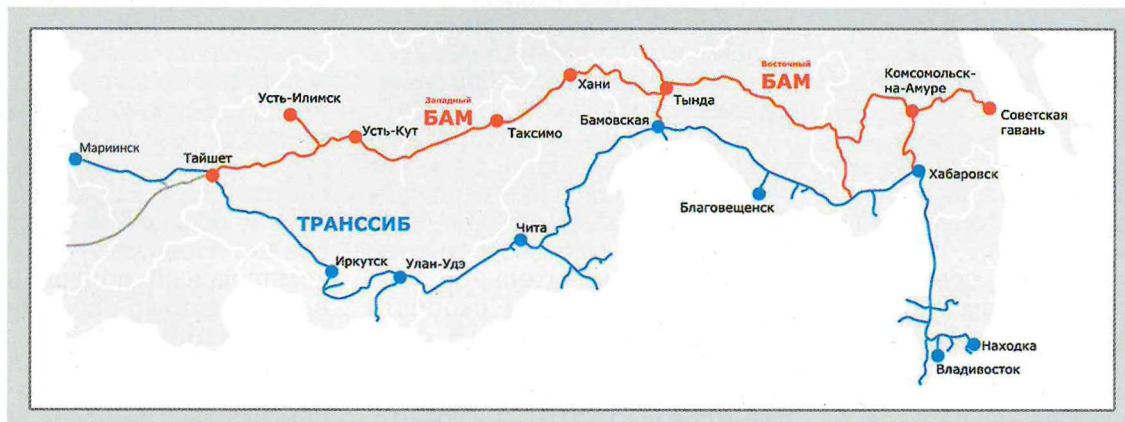 Мариинск
Тайшет
Усть-Илимск
Усть-Кут
Западный
БАМ
Таксимо
Хани
Тында
Бамовская
Восточный
БАМ
Комсомольск-
на-Амуре
Советская
гавань
Хабаровск
Благовещенск
ТРАНССИБ
Чита
Иркутск
Улан-Удэ
Находка
Владивосток